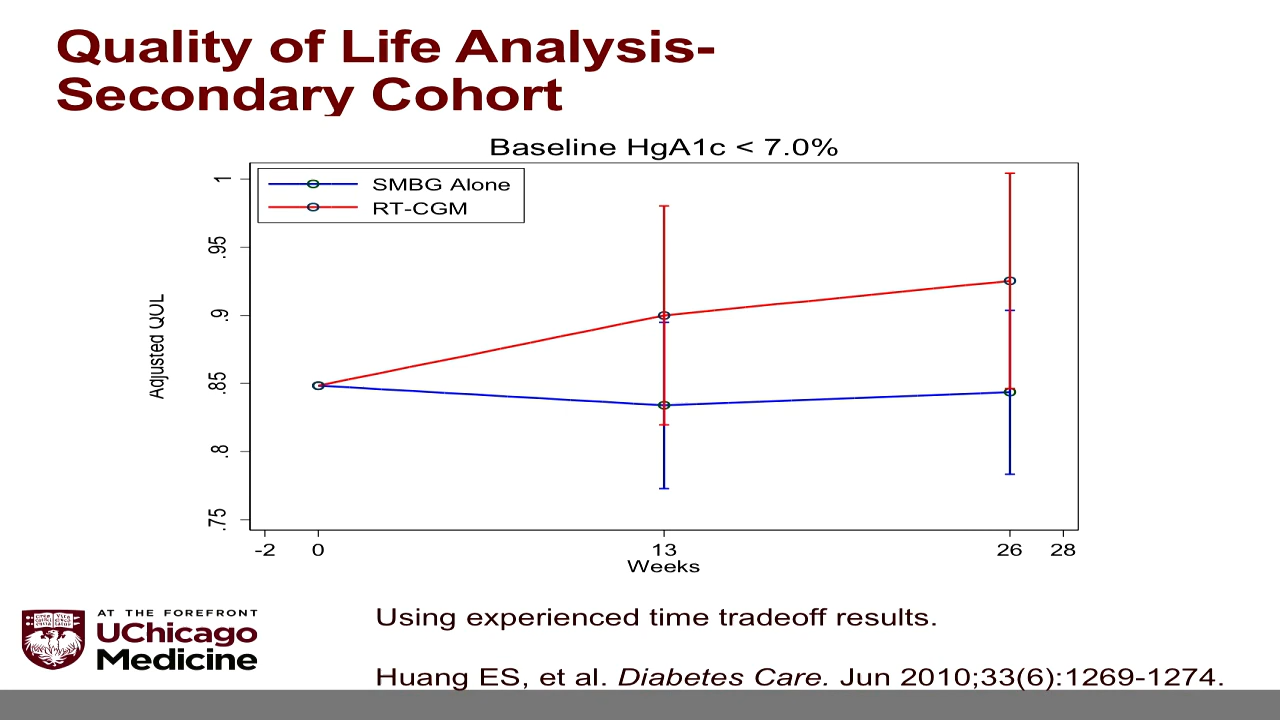 Quality of Life Analysis-
Secondary Cohort
Baseline HgA1c < 7.0%
SMBG Alone
RT-CGM
1
.95
.9
.85
.8
.75
Adjusted QOL
-2 0 13 26 28
Weeks
AT THE FOREFRONT
UChicago
Medicine
Using experienced time tradeoff results.
Huang ES, et al. Diabetes Care. Jun 2010;33(6):1269-1274.